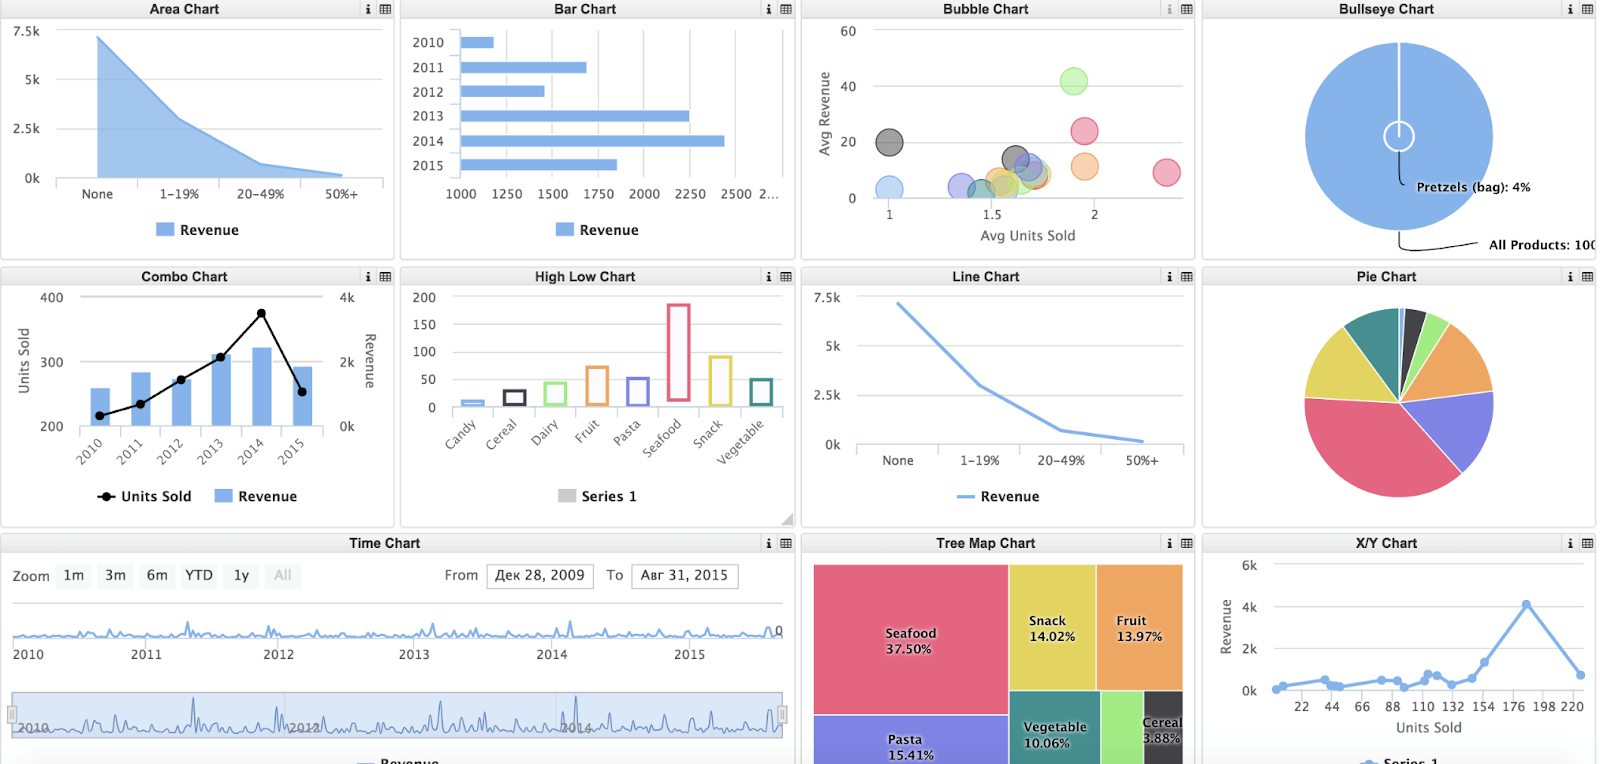 Area Chart
7.5k
5k
2.5k
0k
None 1-19% 20-49% 50%+
Revenue
Bar Chart
2010
2011
2012
2013
2014
2015
1000 1250 1500 1750 2000 2250 2500 2...
Revenue
Bubble Chart
Avg Revenue
60
40
20
0
1 1.5 2
Avg Units Sold
Bullseye Chart
Pretzels (bag): 4%
All Products: 100
Combo Chart
Units Sold
400
300
200
4k
2k
0k
Revenue
2010 2011 2012 2013 2014 2015
Units Sold Revenue
High Low Chart
200
150
100
50
0
Candy Cereal Dairy Fruit Pasta Seafood Snack Vegetable
Series 1
Line Chart
7.5k
5k
2.5k
0k
None 1-19% 20-49% 50%+
Revenue
Pie Chart
Time Chart
Zoom 1m 3m 6m YTD 1y All
From Дек 28, 2009 To Авг 31, 2015
0
2010 2011 2012 2013 2014 2015
2010 2012 2014
Revenue
Tree Map Chart
Seafood
37.50%
Snack
14.02%
Fruit
13.97%
Pasta
15.41%
Vegetable
10.06%
Cereal
3.88%
X/Y Chart
Revenue
6k
4k
2k
0k
22 44 66 88 110 132 154 176 198 220
Units Sold
Series 1